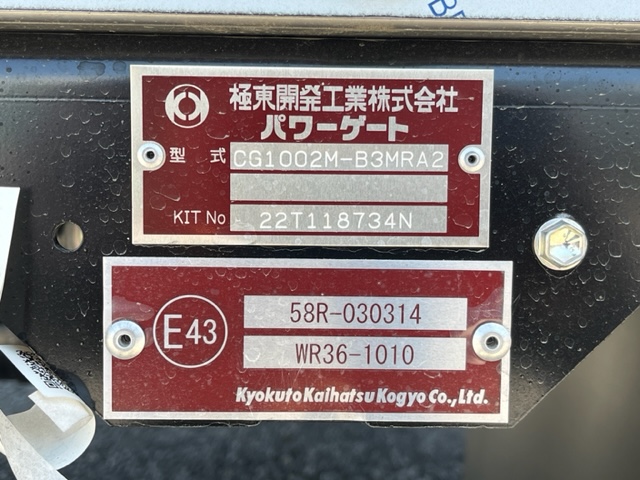 極東開発工業株式会社
パワーゲート
型式 CG1002M-B3MRA2
KIT No 22T118734N
E43
58R-030314
WR36-1010
Kyokuto Kaihatsu Kogyo Co., Ltd.